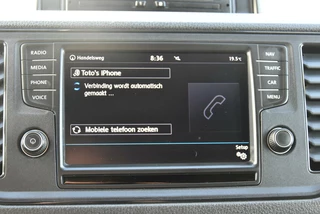 RADIO
MEDIA
PHONE
VOICE
Handelsweg
8:36
19.5°C
Toto's iPhone
Verbinding wordt automatisch
gemaakt ...
Mobiele telefoon zoeken
Setup
NAV
TRAFFIC
CAR
MENU